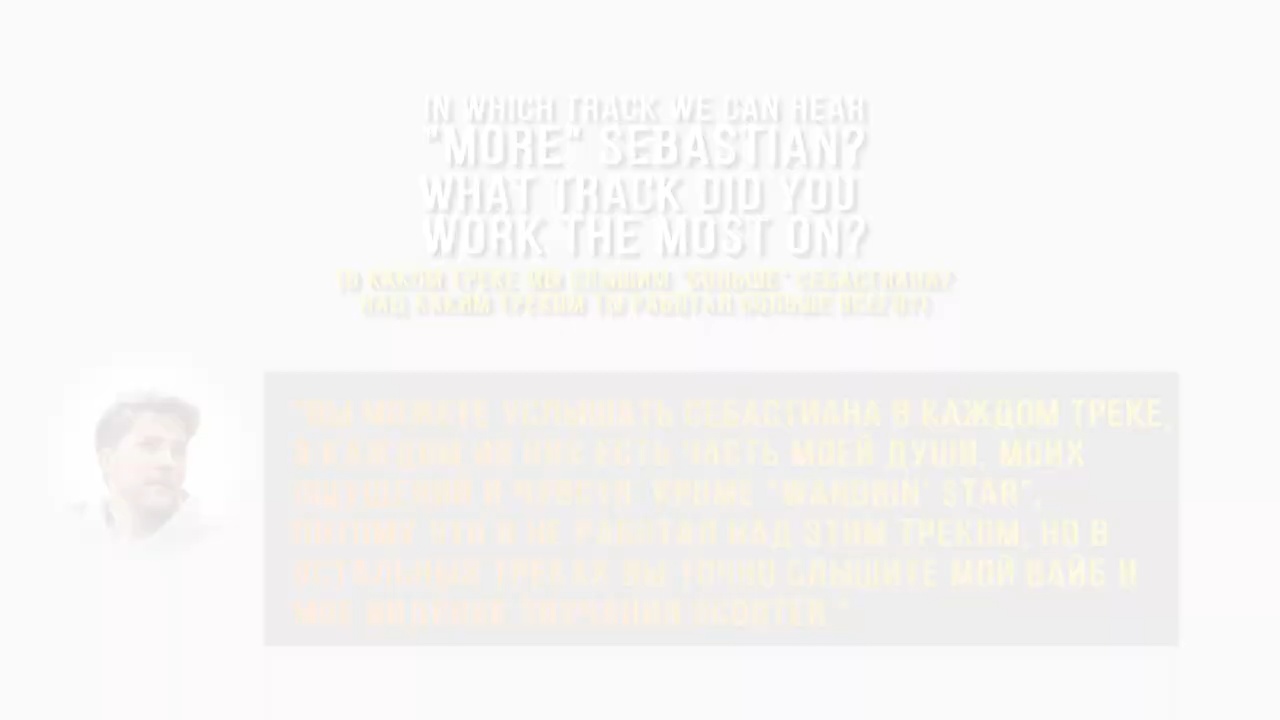 IN WHICH TRACK WE CAN HEAR
"MORE" SEBASTIAN?
WHAT TRACK DID YOU
WORK THE MOST ON?
(В КАКОМ ТРЕКЕ МЫ СЛЫШИМ "БОЛЬШЕ" СЕБАСТИАНА?
НАД КАКИМ ТРЕКОМ ТЫ РАБОТАЛ БОЛЬШЕ ВСЕГО?)
"ВЫ МОЖЕТЕ УСЛЫШАТЬ СЕБАСТИАНА В КАЖДОМ ТРЕКЕ,
В КАЖДОМ ИЗ НИХ ЕСТЬ ЧАСТЬ МОЕЙ ДУШИ, МОИХ
ОЩУЩЕНИЙ И ЧУВСТВ. КРОМЕ "WANDRIN' STAR",
ПОТОМУ ЧТО Я НЕ РАБОТАЛ НАД ЭТИМ ТРЕКОМ, НО В
ОСТАЛЬНЫХ ТРЕКАХ ВЫ ТОЧНО СЛЫШИТЕ МОЙ ВАЙБ И
МОЕ ВИДЕНИЕ ЗВУЧАНИЯ SCOOTER."